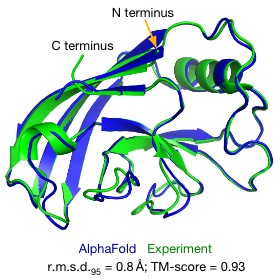 N terminus
C terminus
AlphaFold Experiment
r.m.s.d.95 = 0.8 Å; TM-score = 0.93